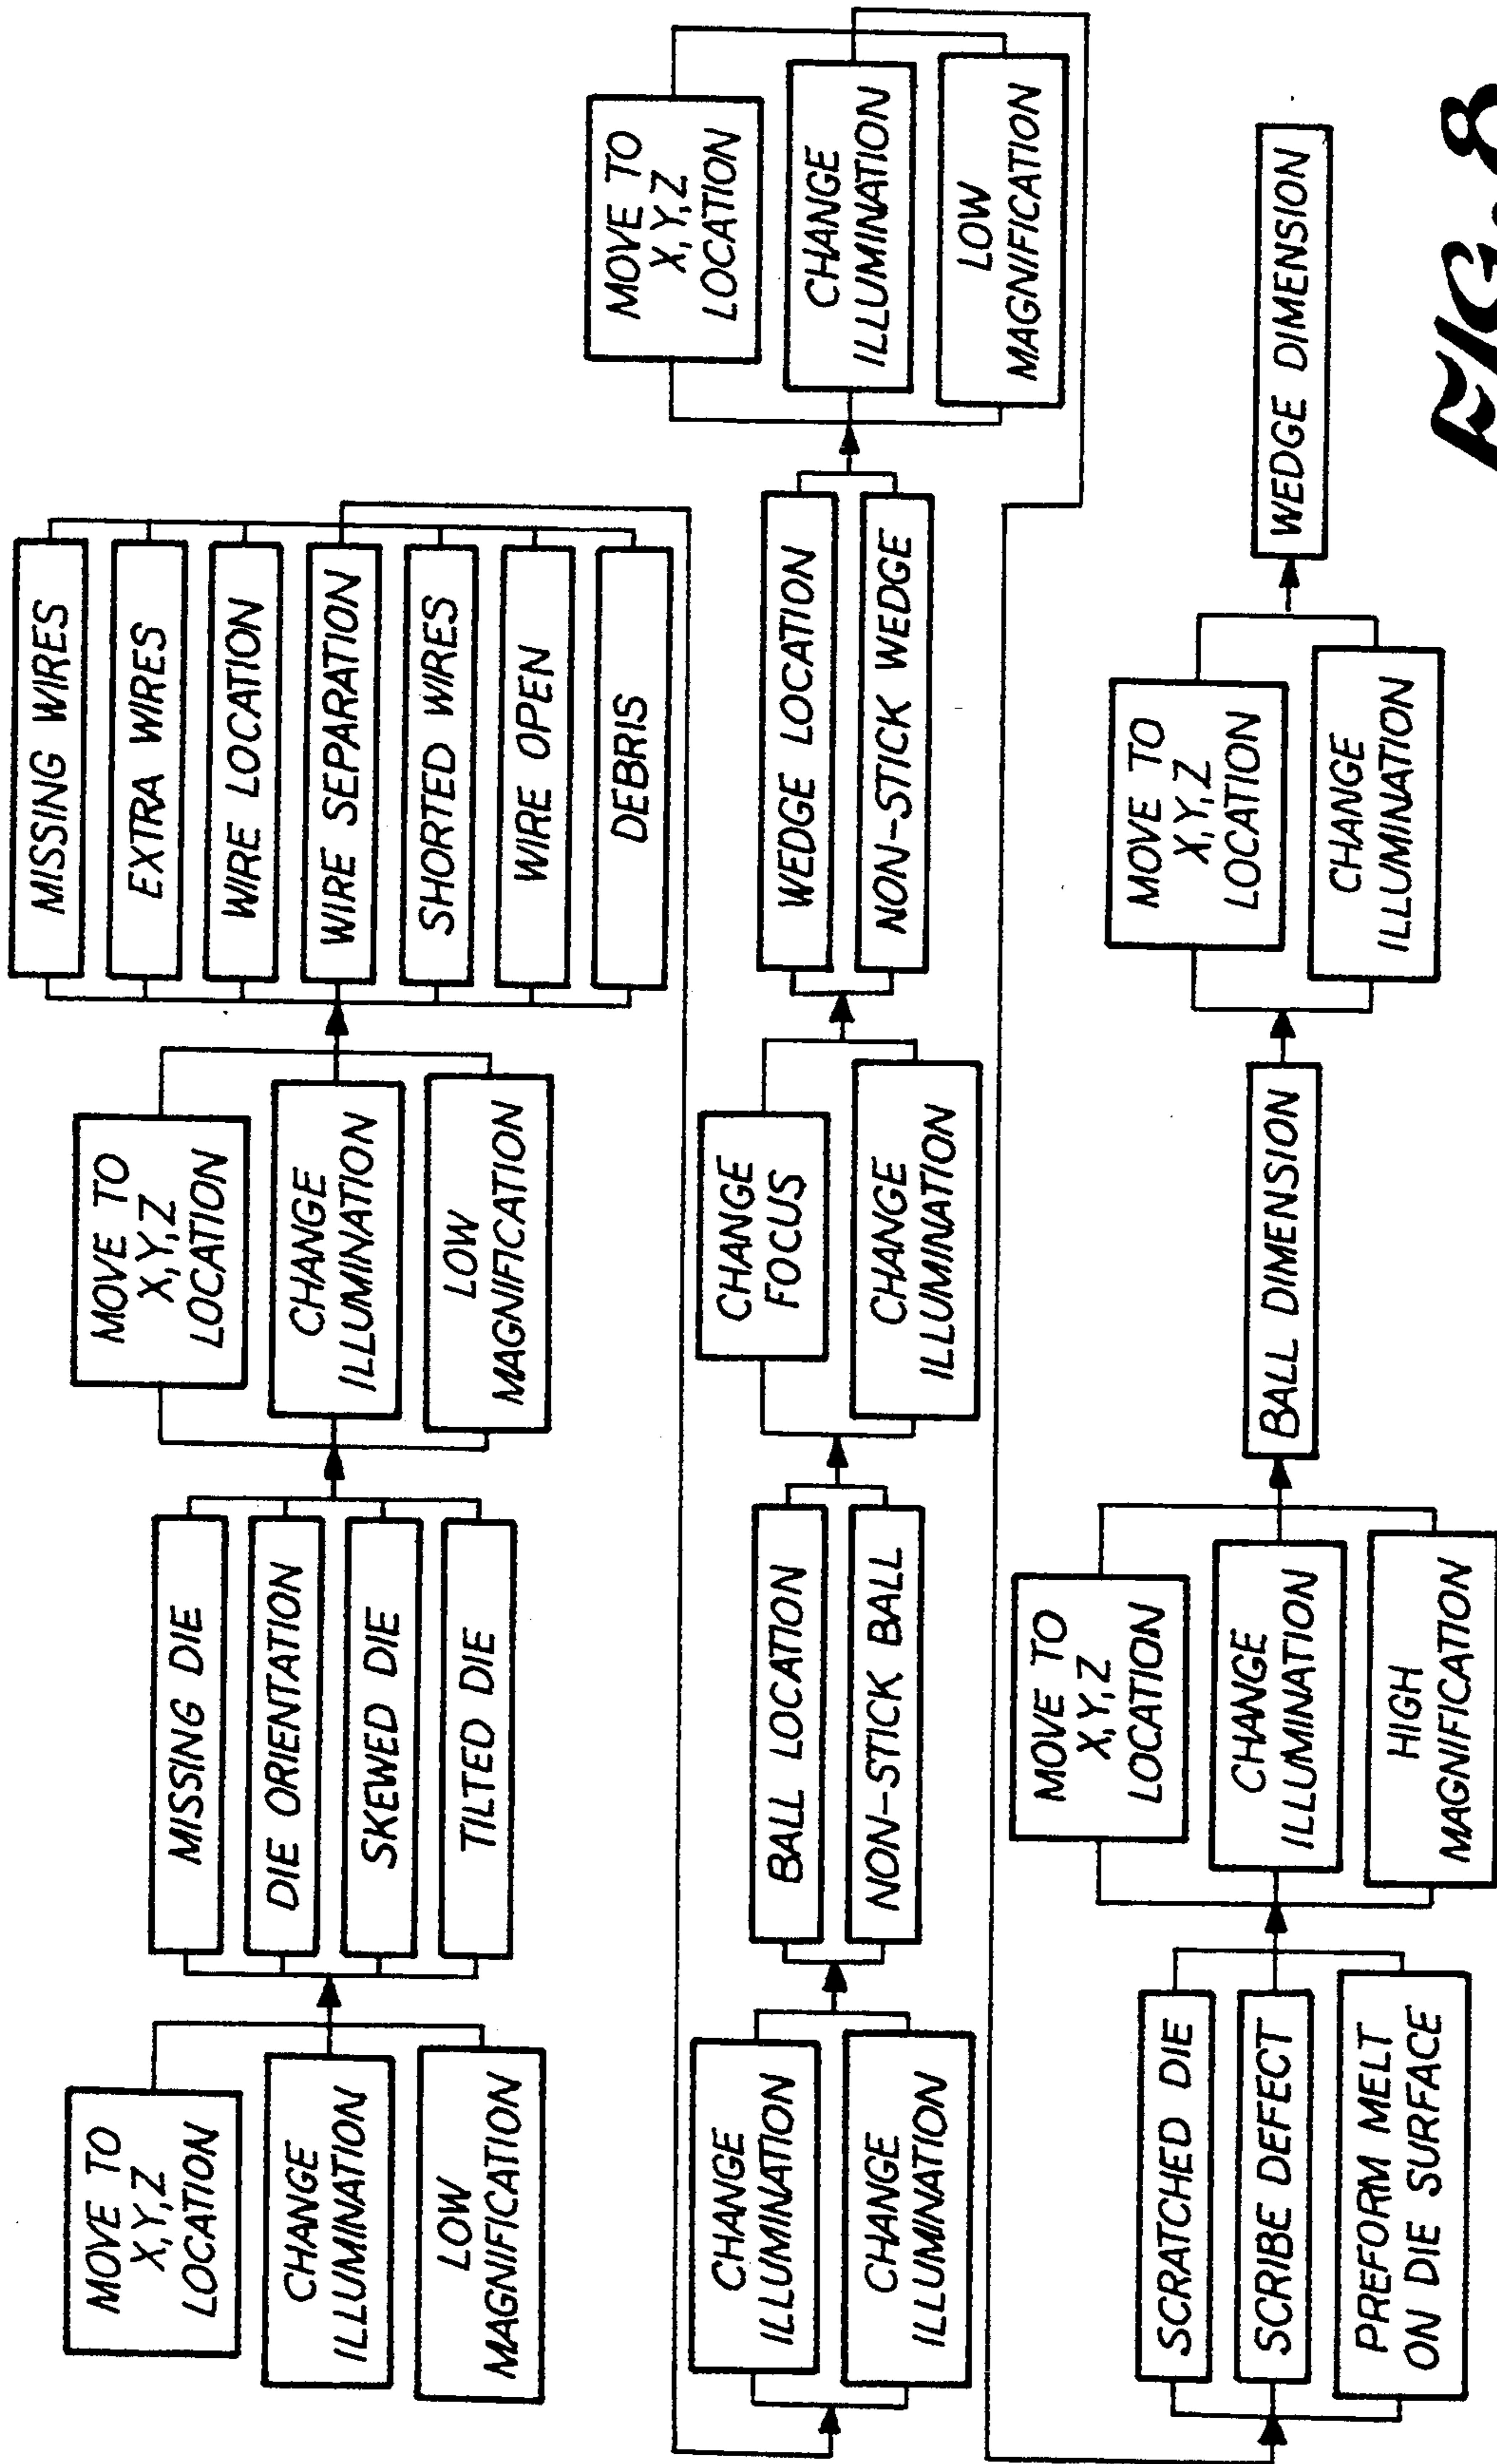 MOVE TO
X,Y,Z
LOCATION
CHANGE
ILLUMINATION
LOW
MAGNIFICATION
MISSING DIE
DIE ORIENTATION
SKEWED DIE
TILTED DIE
MOVE TO
X,Y,Z
LOCATION
CHANGE
ILLUMINATION
LOW
MAGNIFICATION
MISSING WIRES
EXTRA WIRES
WIRE LOCATION
WIRE SEPARATION
SHORTED WIRES
WIRE OPEN
DEBRIS
CHANGE
ILLUMINATION
CHANGE
ILLUMINATION
BALL LOCATION
NON-STICK BALL
CHANGE
FOCUS
CHANGE
ILLUMINATION
WEDGE LOCATION
NON-STICK WEDGE
MOVE TO
X,Y,Z
LOCATION
CHANGE
ILLUMINATION
LOW
MAGNIFICATION
SCRATCHED DIE
SCRIBE DEFECT
PREFORM MELT
ON DIE SURFACE
MOVE TO
X,Y,Z
LOCATION
CHANGE
ILLUMINATION
HIGH
MAGNIFICATION
BALL DIMENSION
MOVE TO
X,Y,Z
LOCATION
CHANGE
ILLUMINATION
WEDGE DIMENSION
FIG. 8